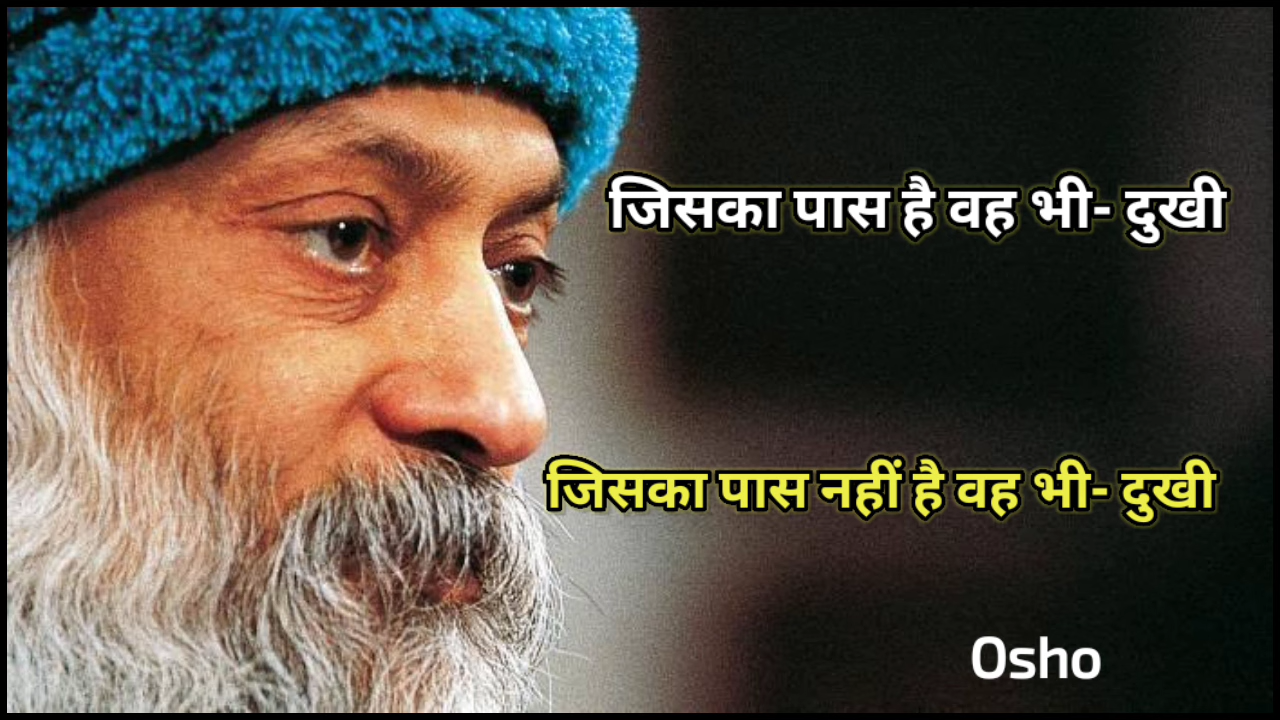 जिसका पास है वह भी- दुखी
जिसका पास नहीं है वह भी- दुखी
Osho